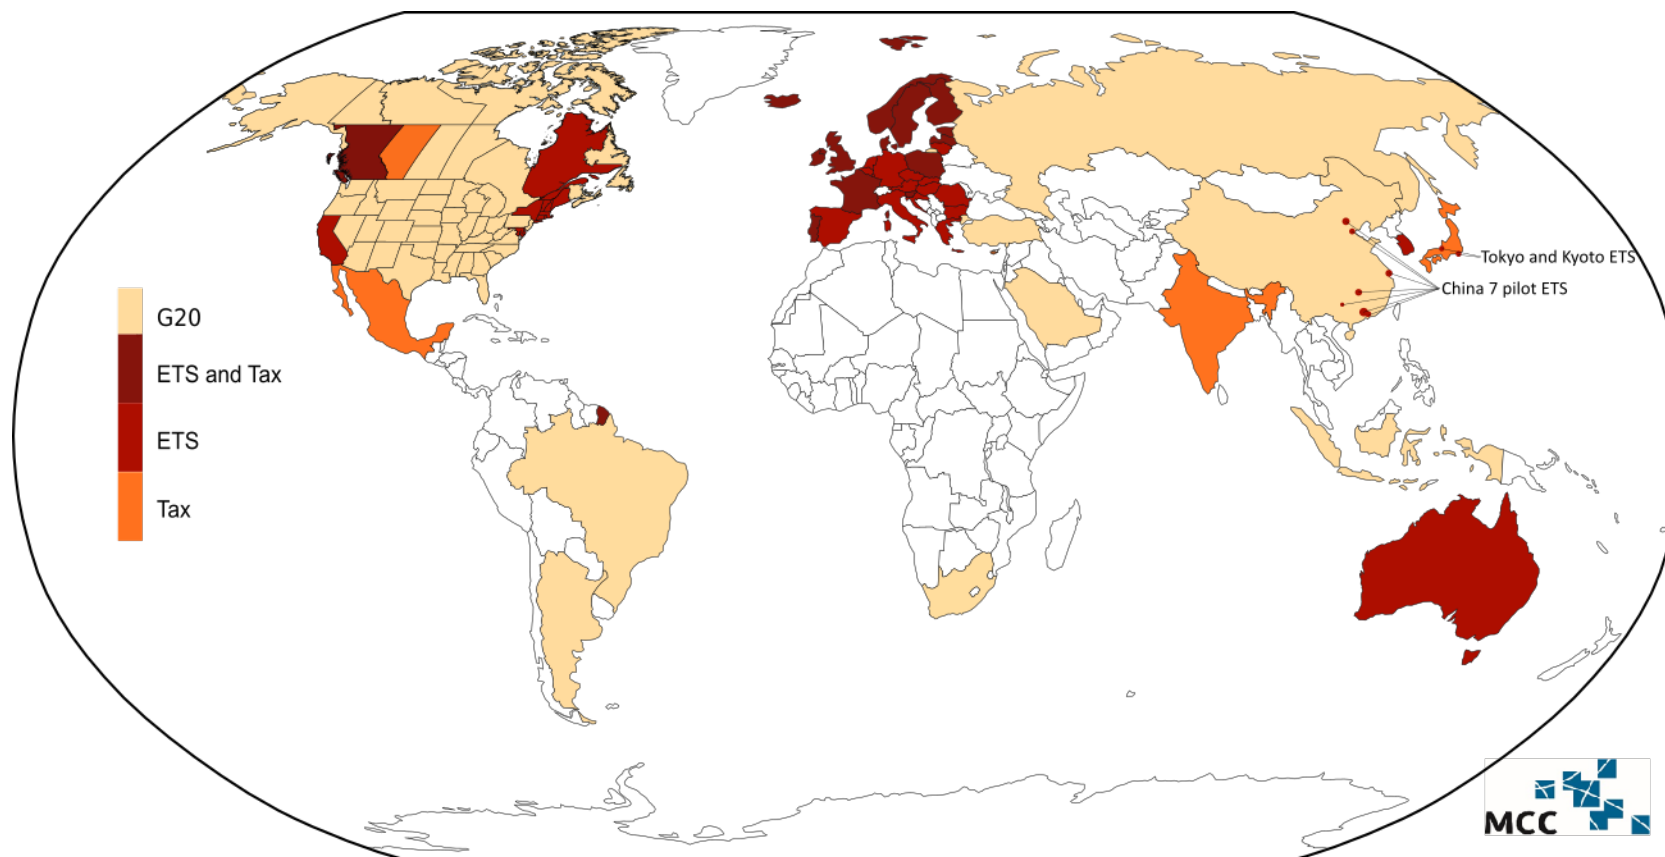 G20
ETS and Tax
ETS
Tax
Tokyo and Kyoto ETS
China 7 pilot ETS
MCC